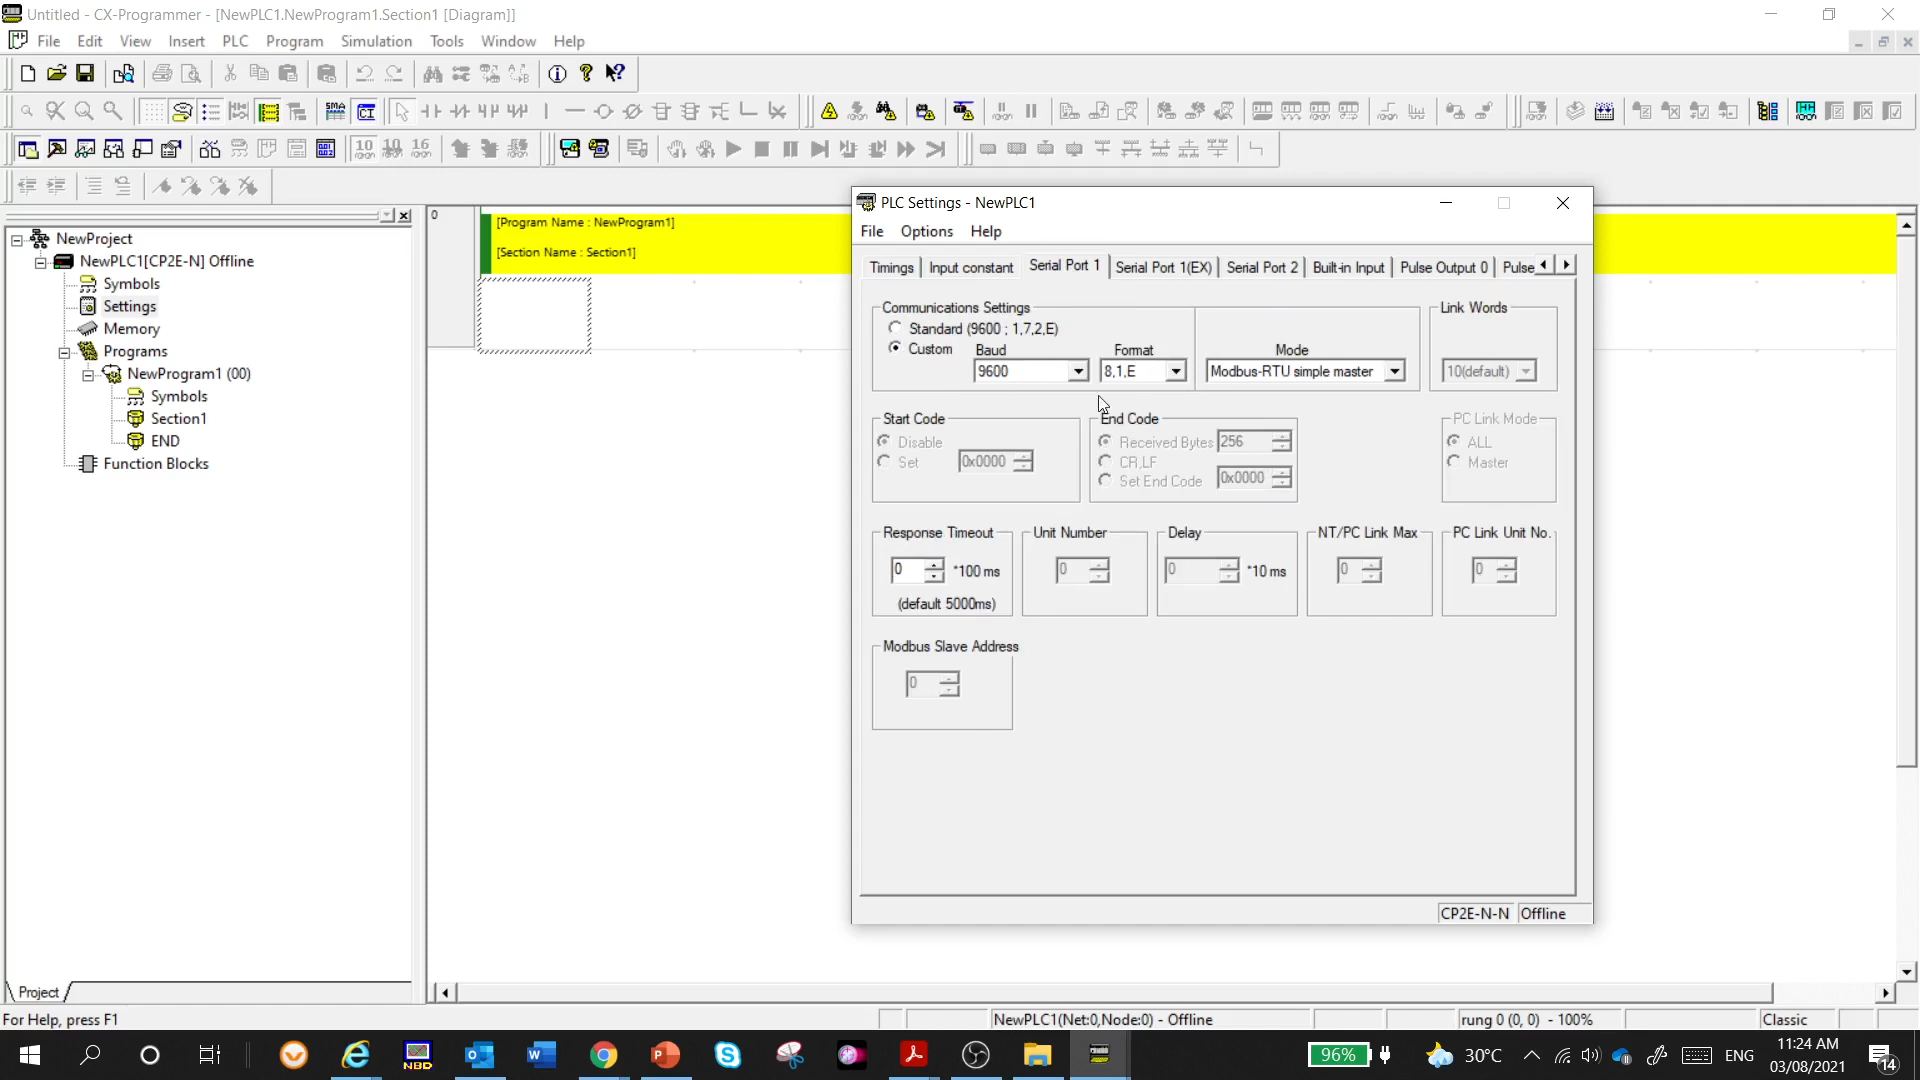 Untitled - CX-Programmer - [NewPLC1.NewProgram1.Section1 [Diagram]]
File Edit View Insert PLC Program Simulation Tools Window Help
SMA
CI
10 10 16
NewProject
NewPLC1[CP2E-N] Offline
Symbols
Settings
Memory
Programs
NewProgram1 (00)
Symbols
Section1
END
Function Blocks
Project
0
[Program Name : NewProgram1]
[Section Name : Section1]
PLC Settings - NewPLC1
File Options Help
Timings Input constant Serial Port 1 Serial Port 1(EX) Serial Port 2 Built-in Input Pulse Output 0 Pulse
Communications Settings
Standard (9600 ; 1,7,2,E)
Custom Baud Format Mode
9600 8,1,E Modbus-RTU simple master
Link Words
10(default)
Start Code
Disable
Set 0x0000
End Code
Received Bytes 256
CR,LF
Set End Code 0x0000
PC Link Mode
ALL
Master
Response Timeout
0 *100 ms
(default 5000ms)
Unit Number
0
Delay
0 *10 ms
NT/PC Link Max
0
PC Link Unit No.
0
Modbus Slave Address
0
CP2E-N-N Offline
For Help, press F1
NewPLC1(Net:0,Node:0) - Offline
rung 0 (0, 0) - 100%
Classic
NBD
96%
30°C
ENG
11:24 AM
03/08/2021
14